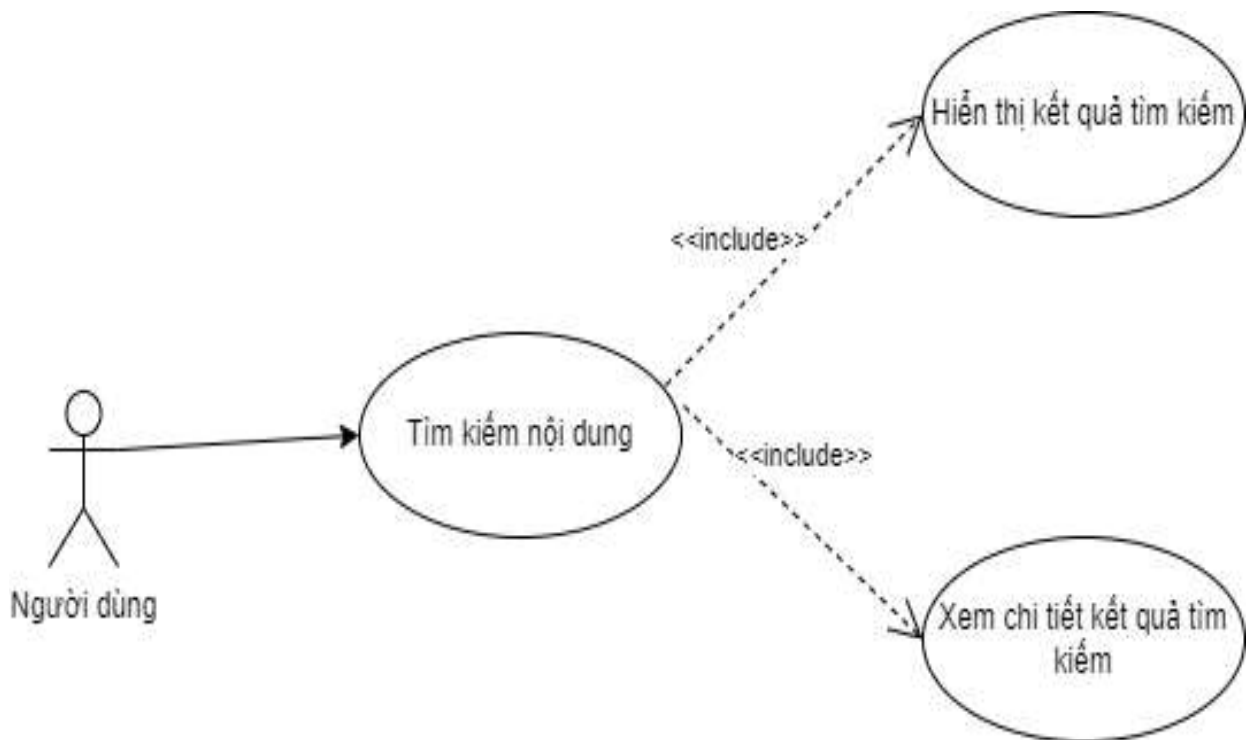 Hiển thị kết quả tìm kiếm
<<include>>
Tìm kiếm nội dung
<<include>>
Người dùng
Xem chi tiết kết quả tìm
kiếm